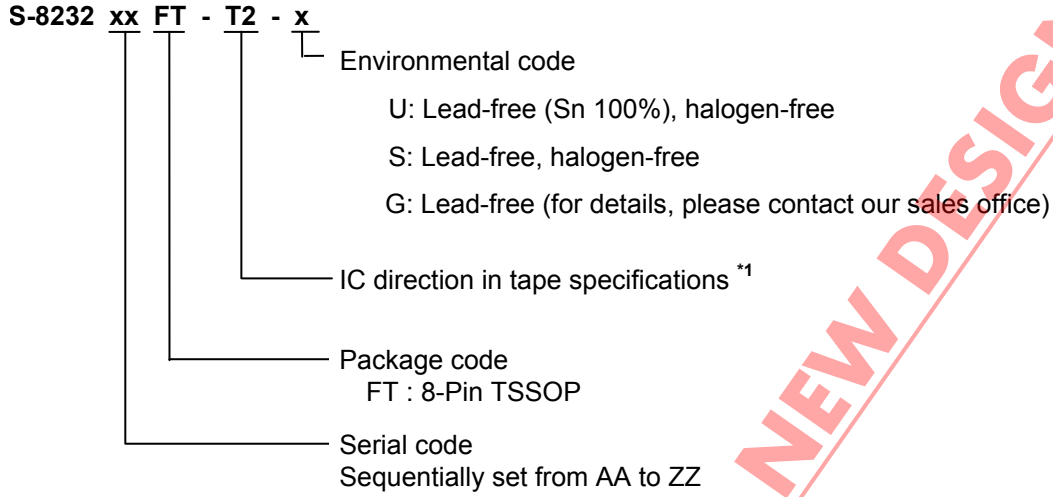 S-8232 xx FT - T2 - x
Environmental code
U: Lead-free (Sn 100%), halogen-free
S: Lead-free, halogen-free
G: Lead-free (for details, please contact our sales office)
IC direction in tape specifications *1
Package code
FT : 8-Pin TSSOP
Serial code
Sequentially set from AA to ZZ
NEW DESIGN